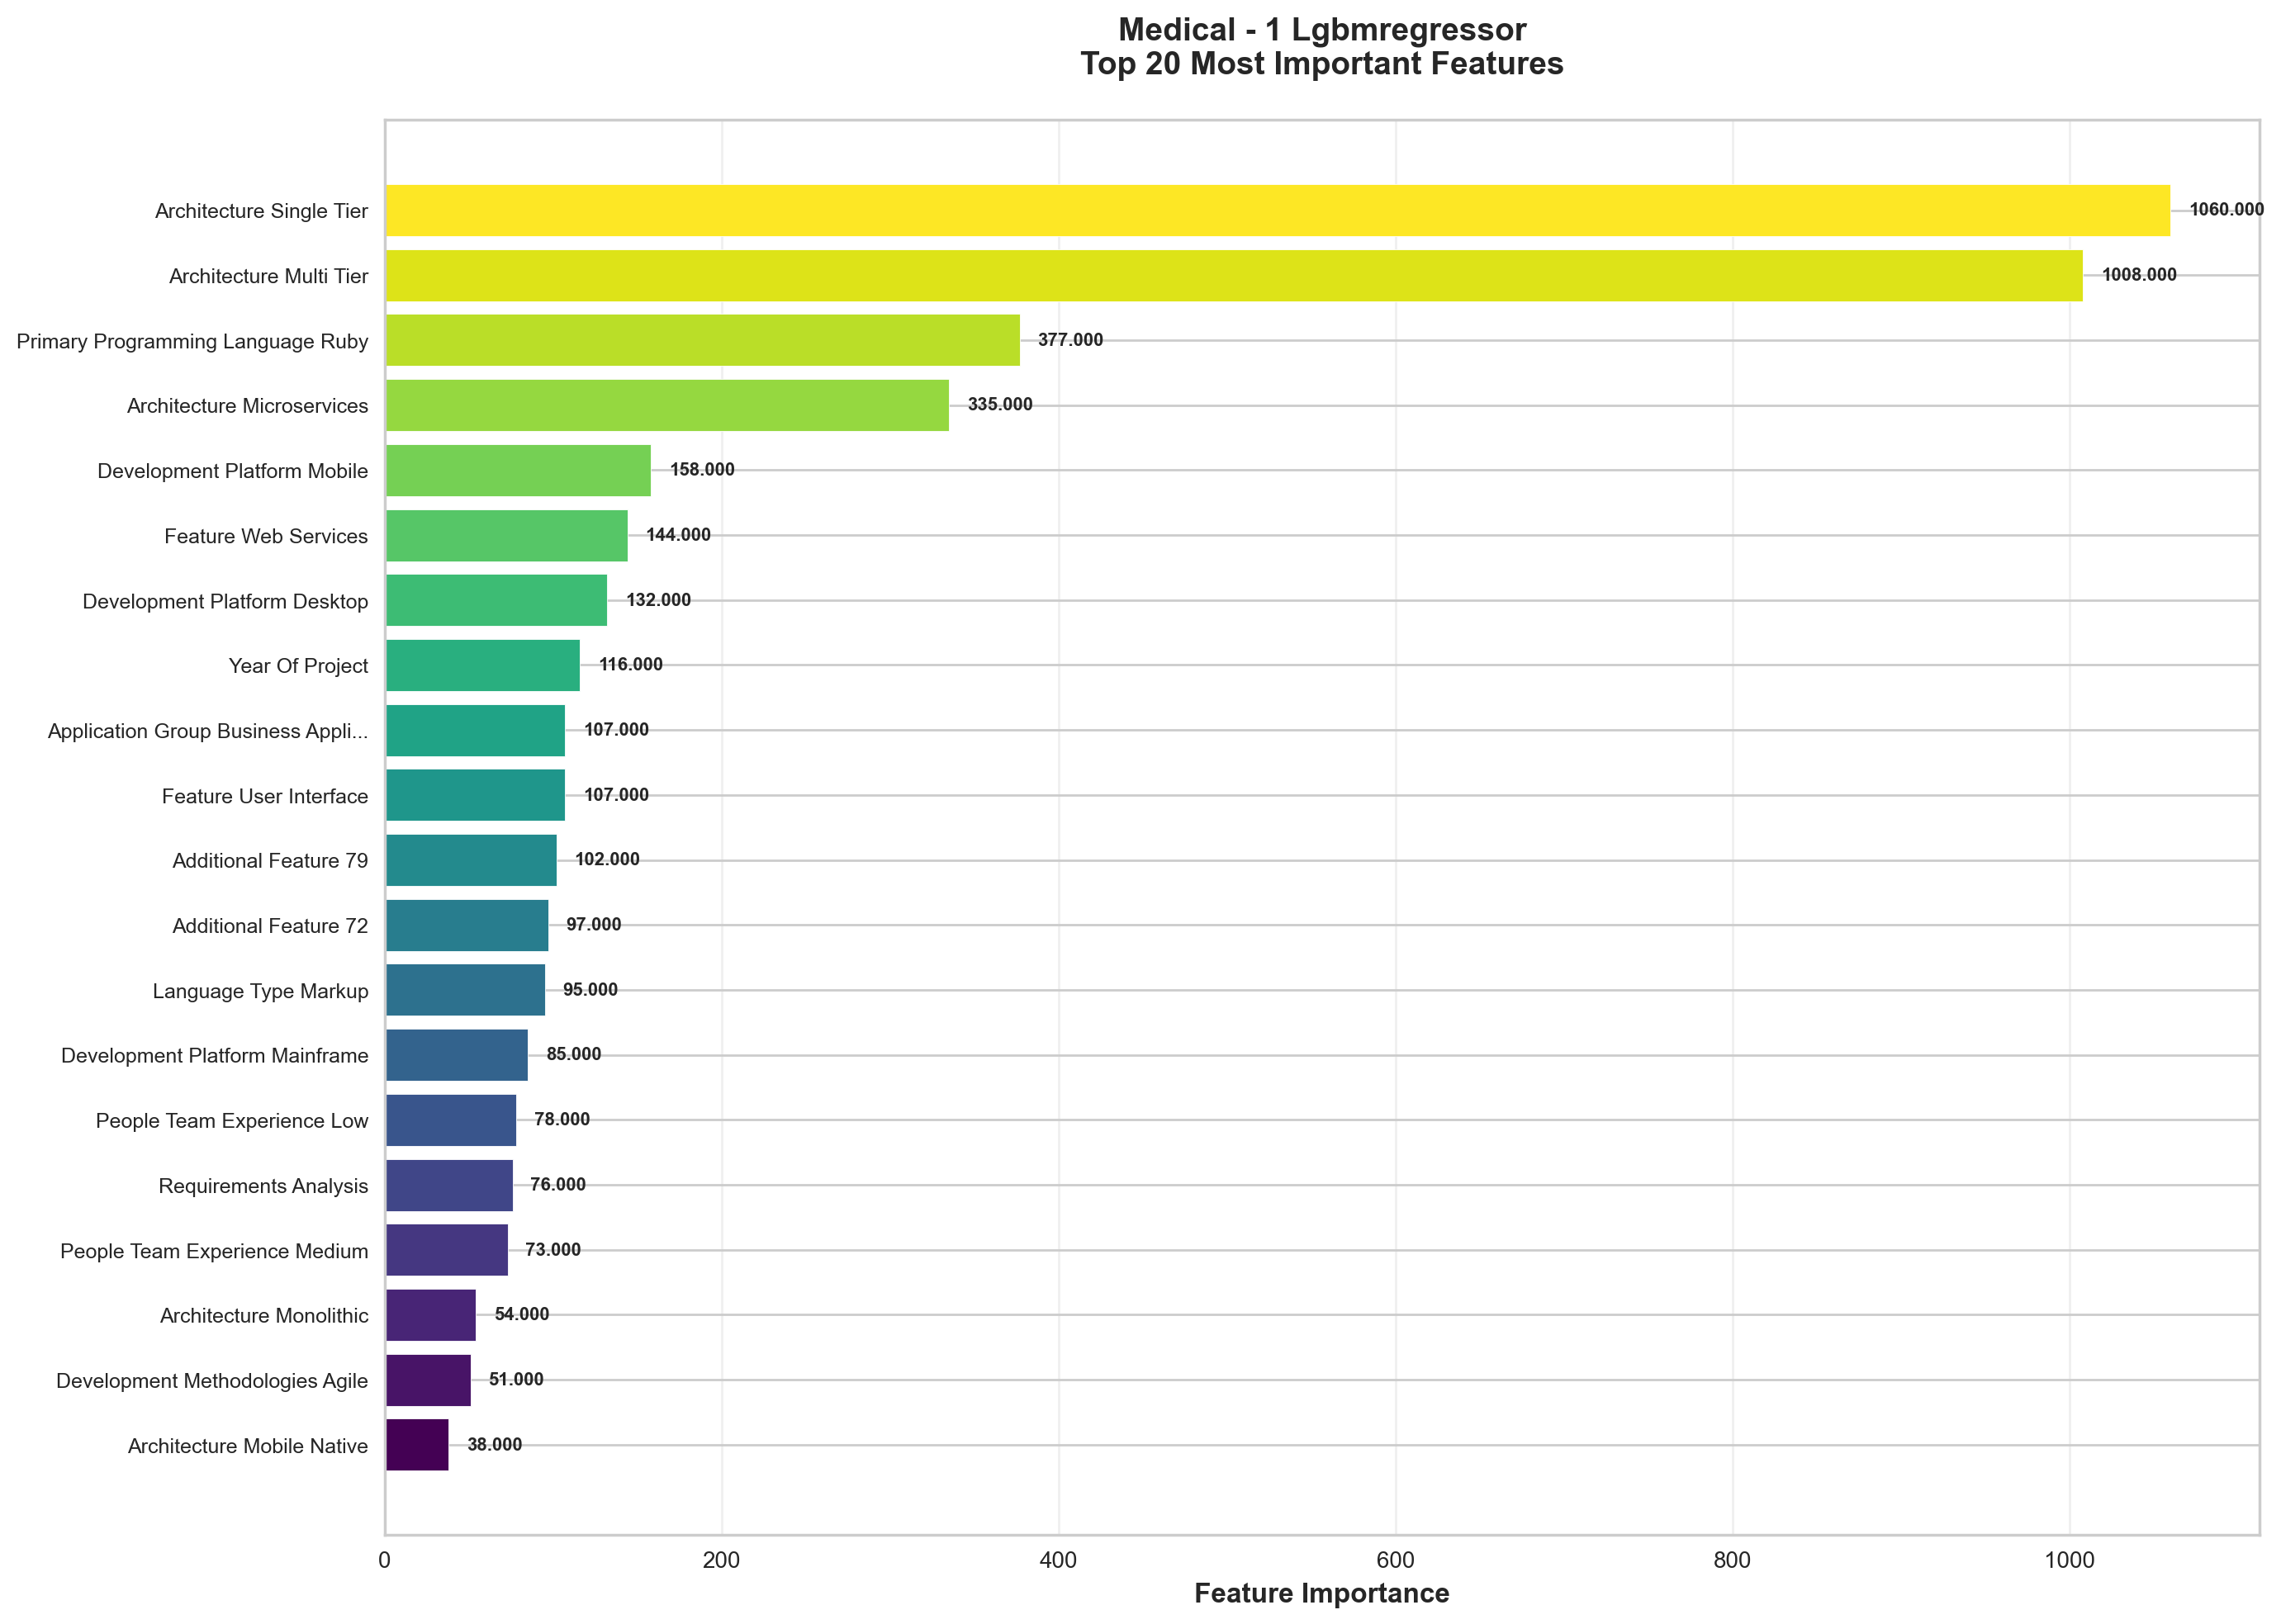 Medical - 1 Lgbmregressor
Top 20 Most Important Features
Architecture Single Tier 1060.000
Architecture Multi Tier 1008.000
Primary Programming Language Ruby 377.000
Architecture Microservices 335.000
Development Platform Mobile 158.000
Feature Web Services 144.000
Development Platform Desktop 132.000
Year Of Project 116.000
Application Group Business Appli... 107.000
Feature User Interface 107.000
Additional Feature 79 102.000
Additional Feature 72 97.000
Language Type Markup 95.000
Development Platform Mainframe 85.000
People Team Experience Low 78.000
Requirements Analysis 76.000
People Team Experience Medium 73.000
Architecture Monolithic 54.000
Development Methodologies Agile 51.000
Architecture Mobile Native 38.000
0 200 400 600 800 1000
Feature Importance